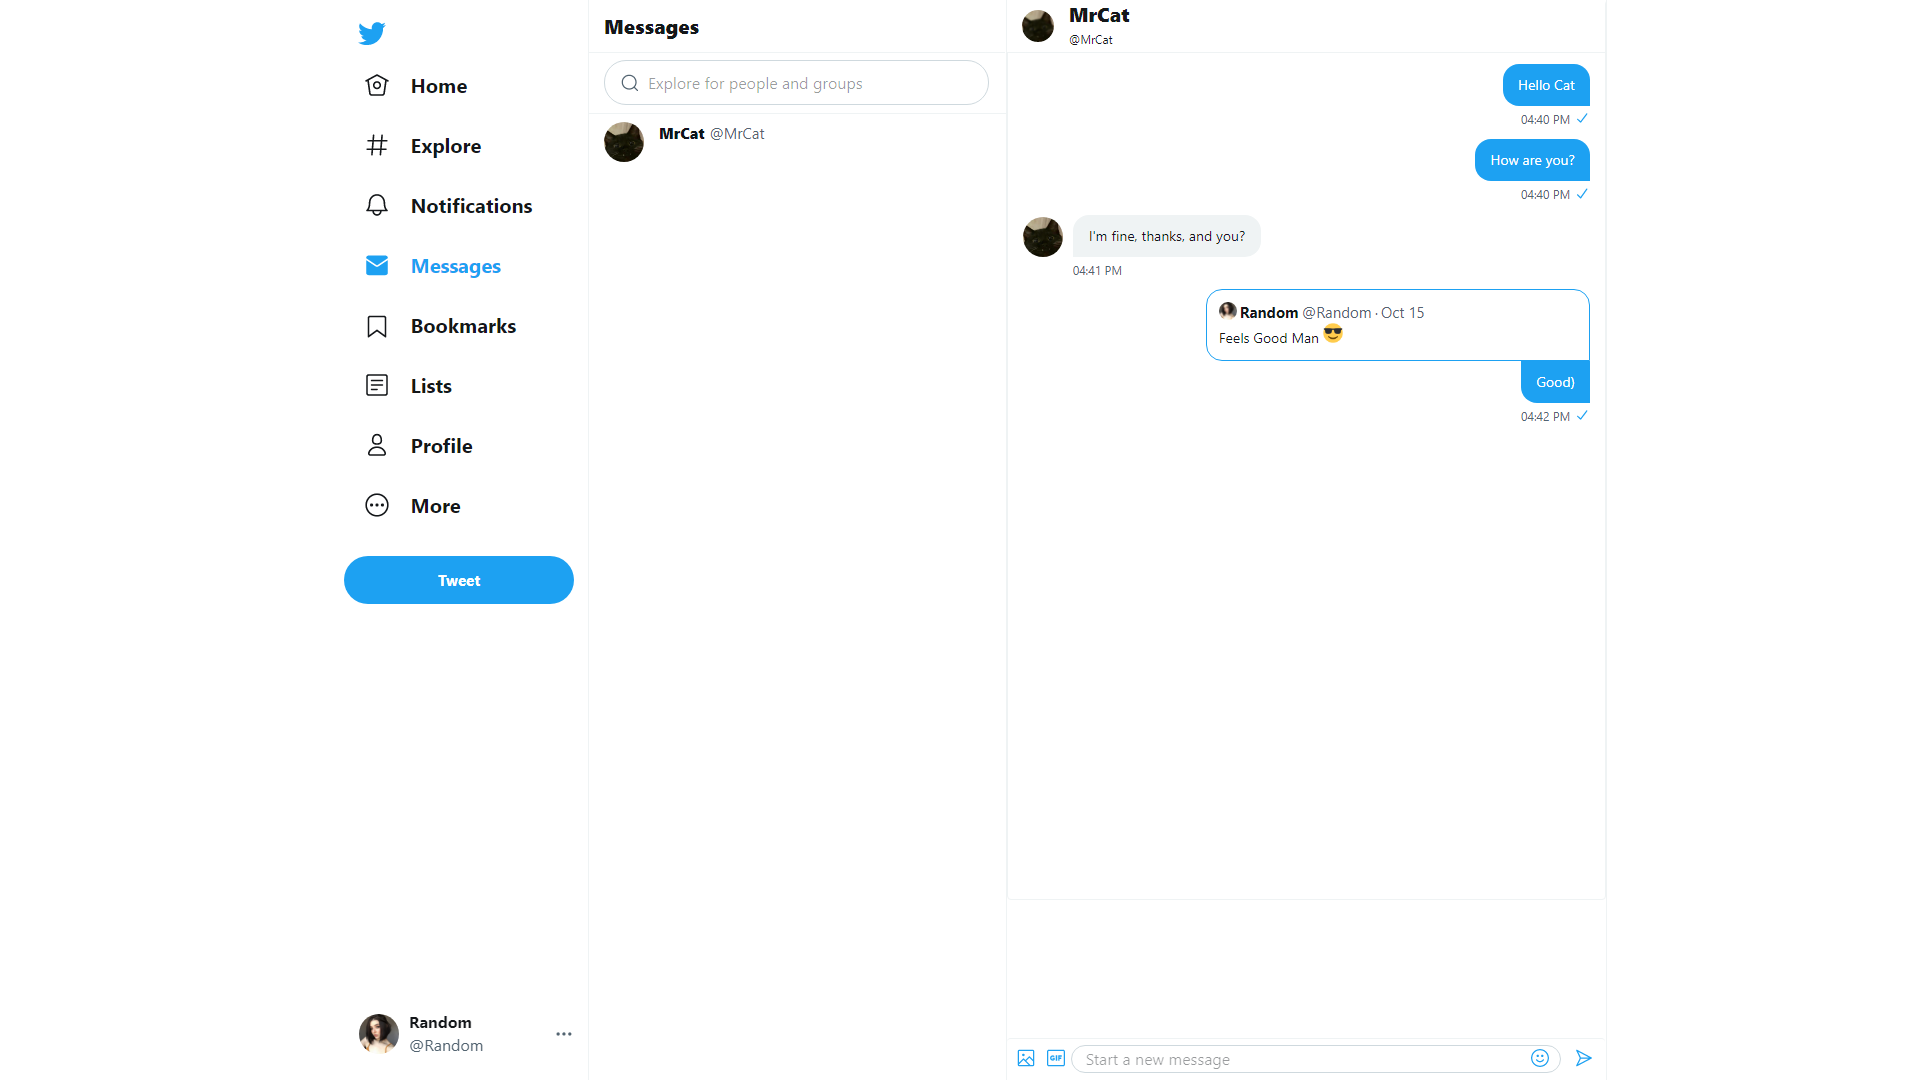 Home
Explore
Notifications
Messages
Bookmarks
Lists
Profile
More
Tweet
Random
@Random
Messages
Explore for people and groups
MrCat @MrCat
MrCat
@MrCat
Hello Cat
04:40 PM
How are you?
04:40 PM
I'm fine, thanks, and you?
04:41 PM
Random @Random · Oct 15
Feels Good Man 😎
Good)
04:42 PM
GIF
Start a new message